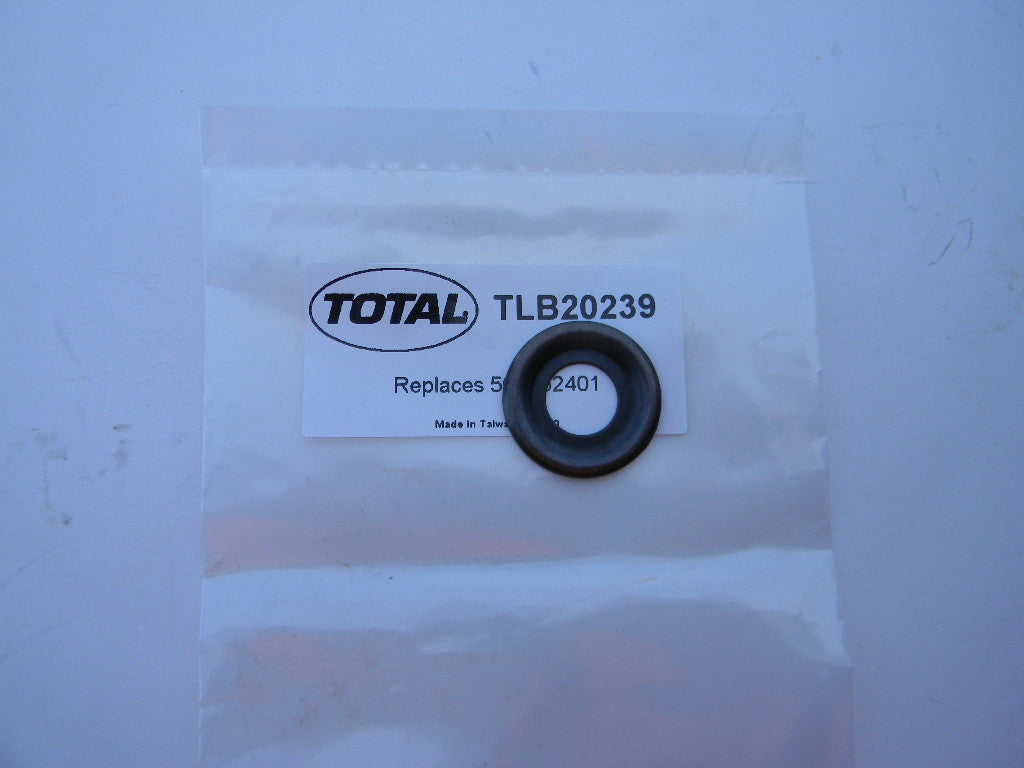 TOTAL TLB20239
Replaces
Made In